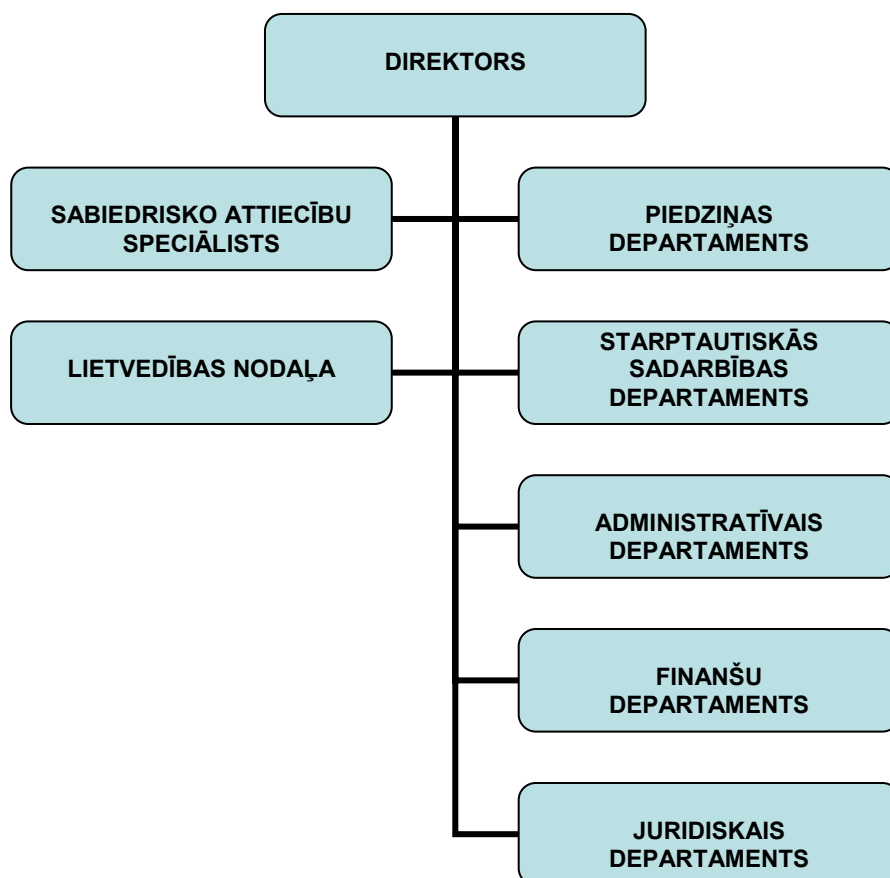 DIREKTORS
SABIEDRISKO ATTIECĪBU
SPECIĀLISTS
PIEDZIŅAS
DEPARTAMENTS
LIETVEDĪBAS NODAĻA
STARPTAUTISKĀS
SADARBĪBAS
DEPARTAMENTS
ADMINISTRATĪVAIS
DEPARTAMENTS
FINANŠU
DEPARTAMENTS
JURIDISKAIS
DEPARTAMENTS